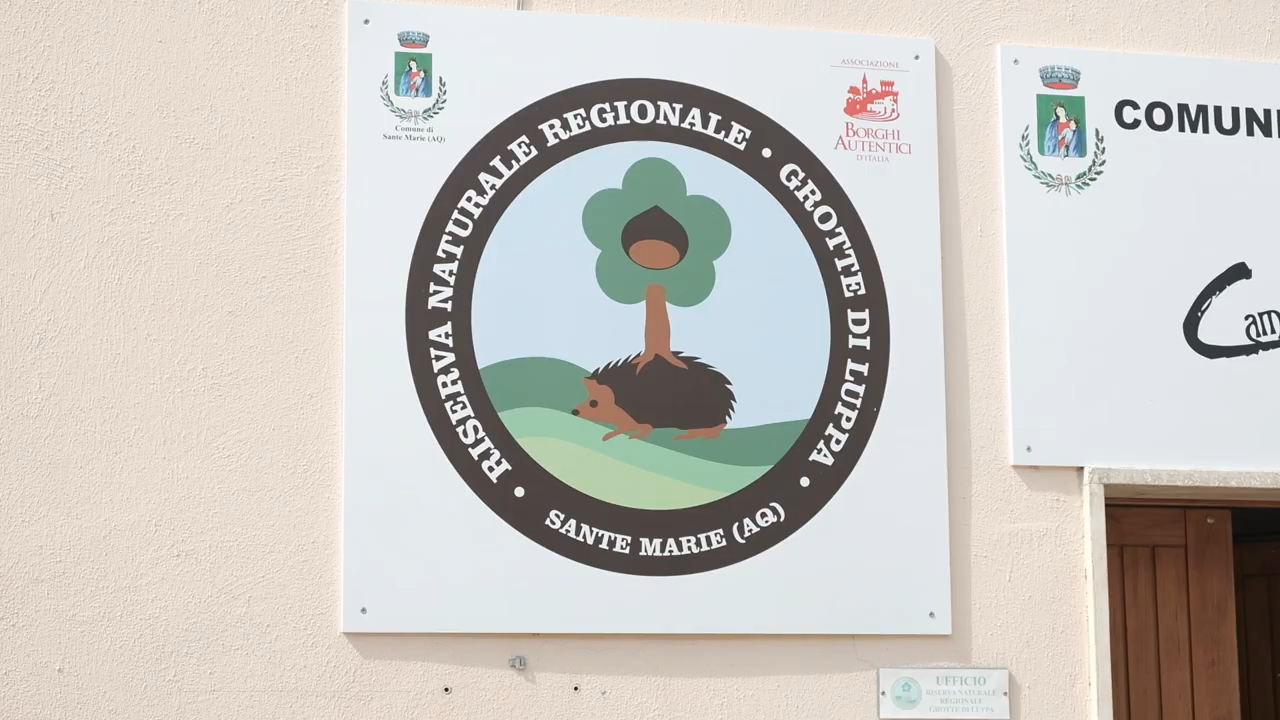 Comune di
Sante Marie (AQ)
ASSOCIAZIONE
BORGHI
AUTENTICI
D'ITALIA
RISERVA NATURALE REGIONALE • GROTTE DI LUPPA •
SANTE MARIE (AQ)
COMUN
Cam
UFFICIO
RISERVA NATURALE
REGIONALE
GROTTE DI LUPPA